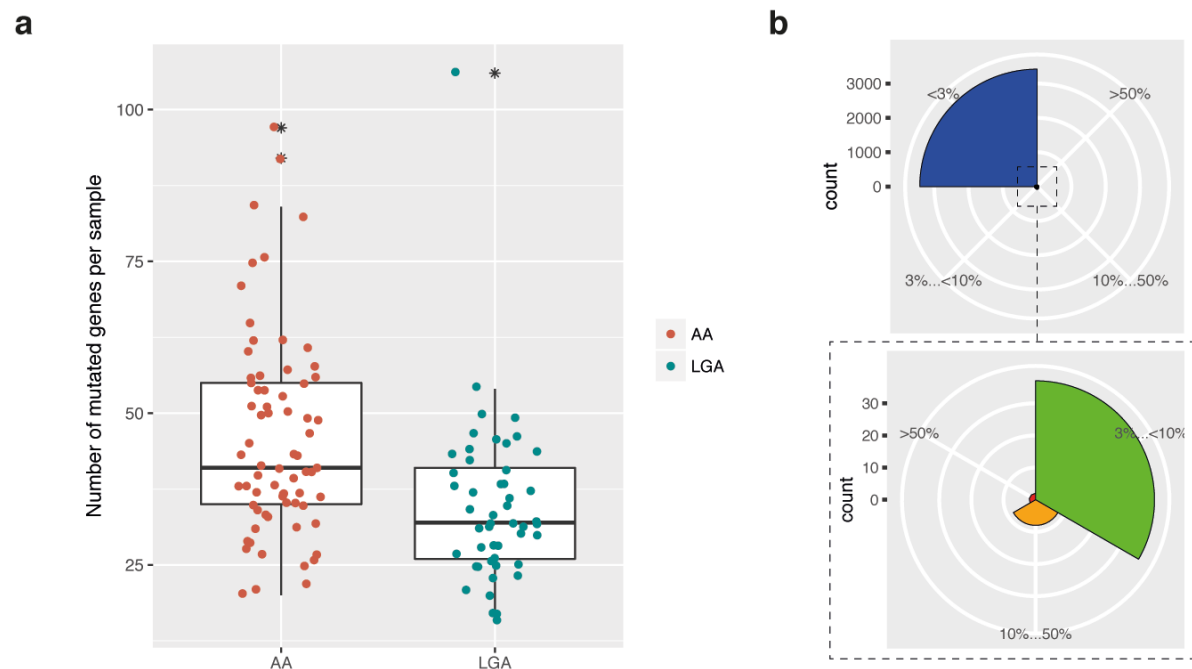 a
Number of mutated genes per sample
100
75
50
25
AA
LGA
AA
LGA
b
count
3000
2000
1000
0
<3%
>50%
3%...<10%
10%...50%
count
30
20
10
0
>50%
3%...<10%
10%...50%